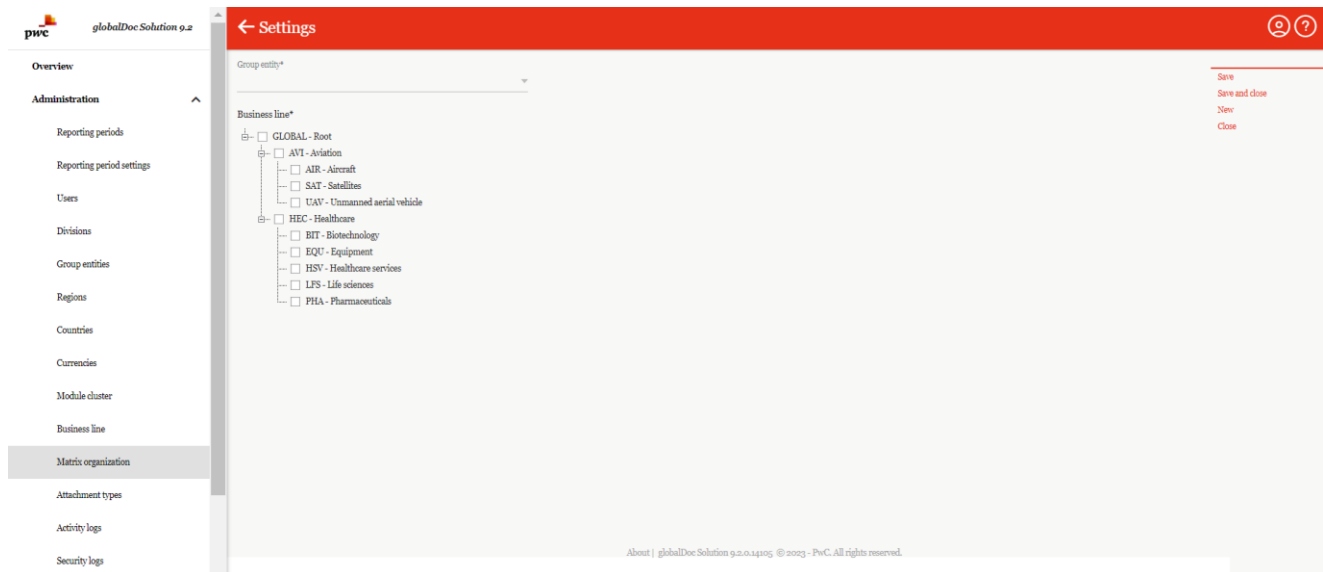 pwc
globalDoc Solution 9.2
Overview
Administration
Reporting periods
Reporting period settings
Users
Divisions
Group entities
Regions
Countries
Currencies
Module cluster
Business line
Matrix organization
Attachment types
Activity logs
Security logs
← Settings
?
Group entity*
Business line*
GLOBAL - Root
AVI - Aviation
AIR - Aircraft
SAT - Satellites
UAV - Unmanned aerial vehicle
HEC - Healthcare
BIT - Biotechnology
EQU - Equipment
HSV - Healthcare services
LFS - Life sciences
PHA - Pharmaceuticals
Save
Save and close
New
Close
About | globalDoc Solution 9.2.0.14105 © 2023 - PwC. All rights reserved.